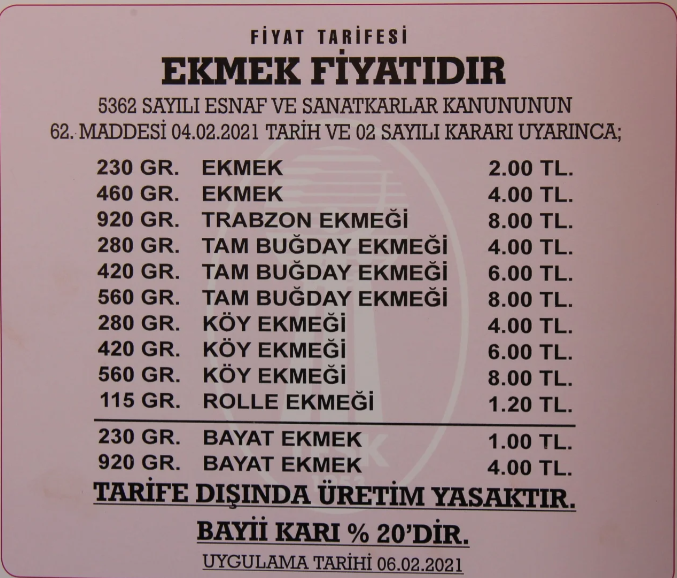 FİYAT TARİFESİ
EKMEK FİYATIDIR
5362 SAYILI ESNAF VE SANATKARLAR KANUNUNUN
62. MADDESİ 04.02.2021 TARİH VE 02 SAYILI KARARI UYARINCA;
230 GR. EKMEK 2.00 TL.
460 GR. EKMEK 4.00 TL.
920 GR. TRABZON EKMEĞİ 8.00 TL.
280 GR. TAM BUĞDAY EKMEĞİ 4.00 TL.
420 GR. TAM BUĞDAY EKMEĞİ 6.00 TL.
560 GR. TAM BUĞDAY EKMEĞİ 8.00 TL.
280 GR. KÖY EKMEĞİ 4.00 TL.
420 GR. KÖY EKMEĞİ 6.00 TL.
560 GR. KÖY EKMEĞİ 8.00 TL.
115 GR. ROLLE EKMEĞİ 1.20 TL.
230 GR. BAYAT EKMEK 1.00 TL.
920 GR. BAYAT EKMEK 4.00 TL.
TARİFE DIŞINDA ÜRETİM YASAKTIR.
BAYİİ KARI % 20'DİR.
UYGULAMA TARİHİ 06.02.2021